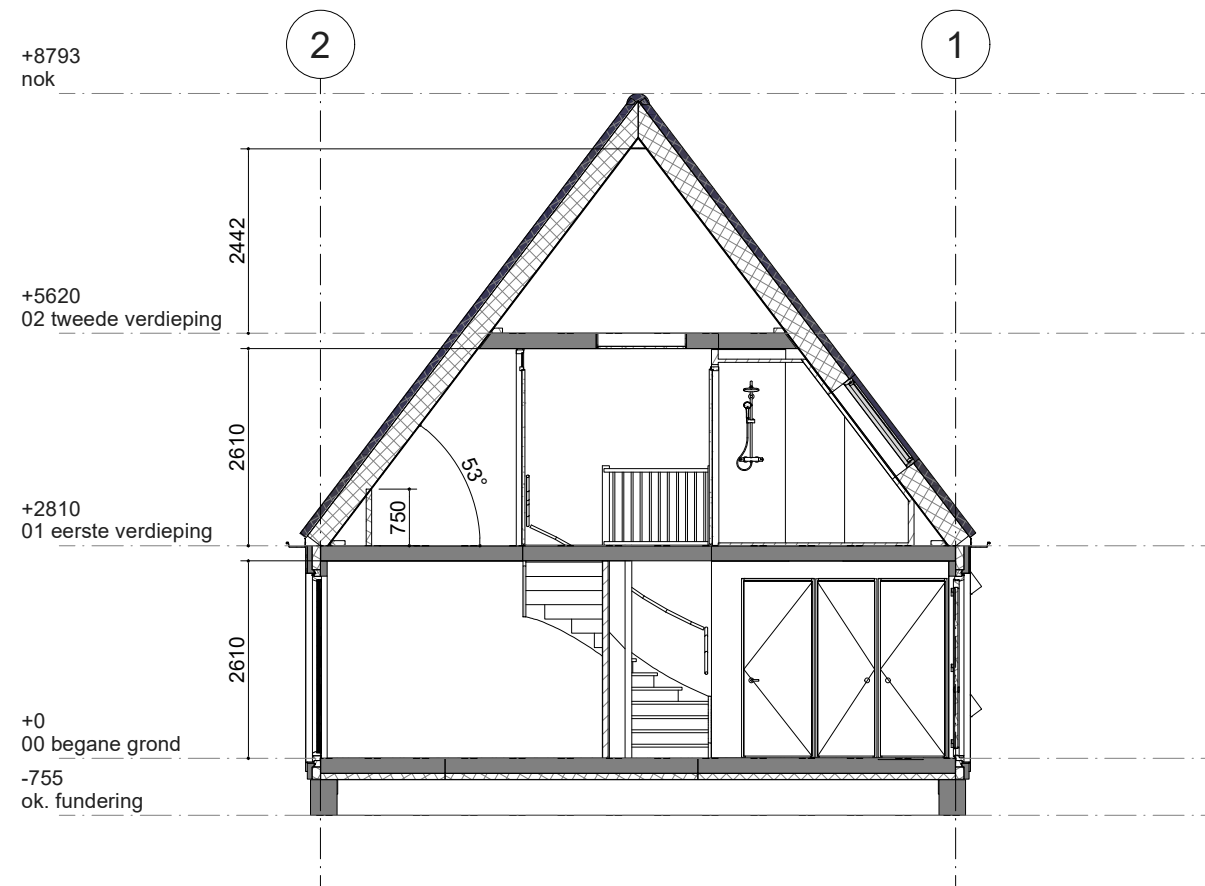 2
1
+8793
nok
2442
+5620
02 tweede verdieping
2610
53°
750
+2810
01 eerste verdieping
2610
+0
00 begane grond
-755
ok. fundering